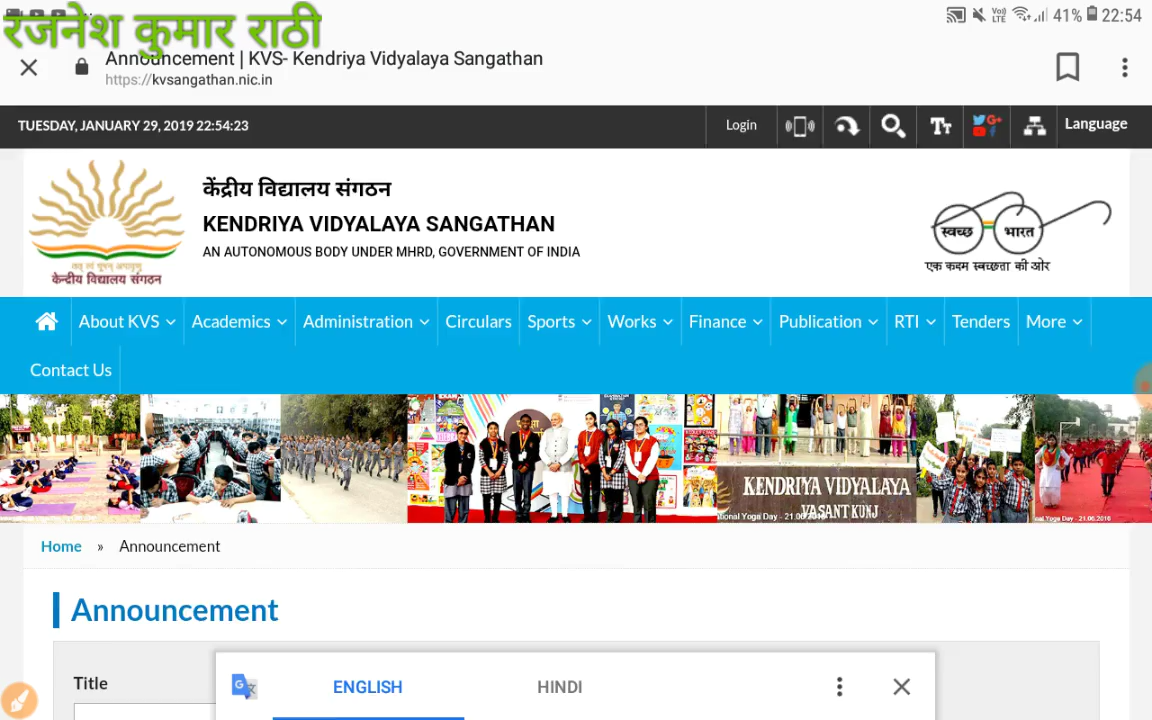 रजनेश कुमार राठी
41% 22:54
Announcement | KVS- Kendriya Vidyalaya Sangathan
https://kvsangathan.nic.in
TUESDAY, JANUARY 29, 2019 22:54:23 Login Tт Language
केंद्रीय विद्यालय संगठन
KENDRIYA VIDYALAYA SANGATHAN
AN AUTONOMOUS BODY UNDER MHRD, GOVERNMENT OF INDIA
केन्द्रीय विद्यालय संगठन
स्वच्छ भारत
एक कदम स्वच्छता की ओर
About KVS Academics Administration Circulars Sports Works Finance Publication RTI Tenders More
Contact Us
KENDRIYA VIDYALAYA
VASANT KUNJ
Home » Announcement
Announcement
Title
ENGLISH HINDI